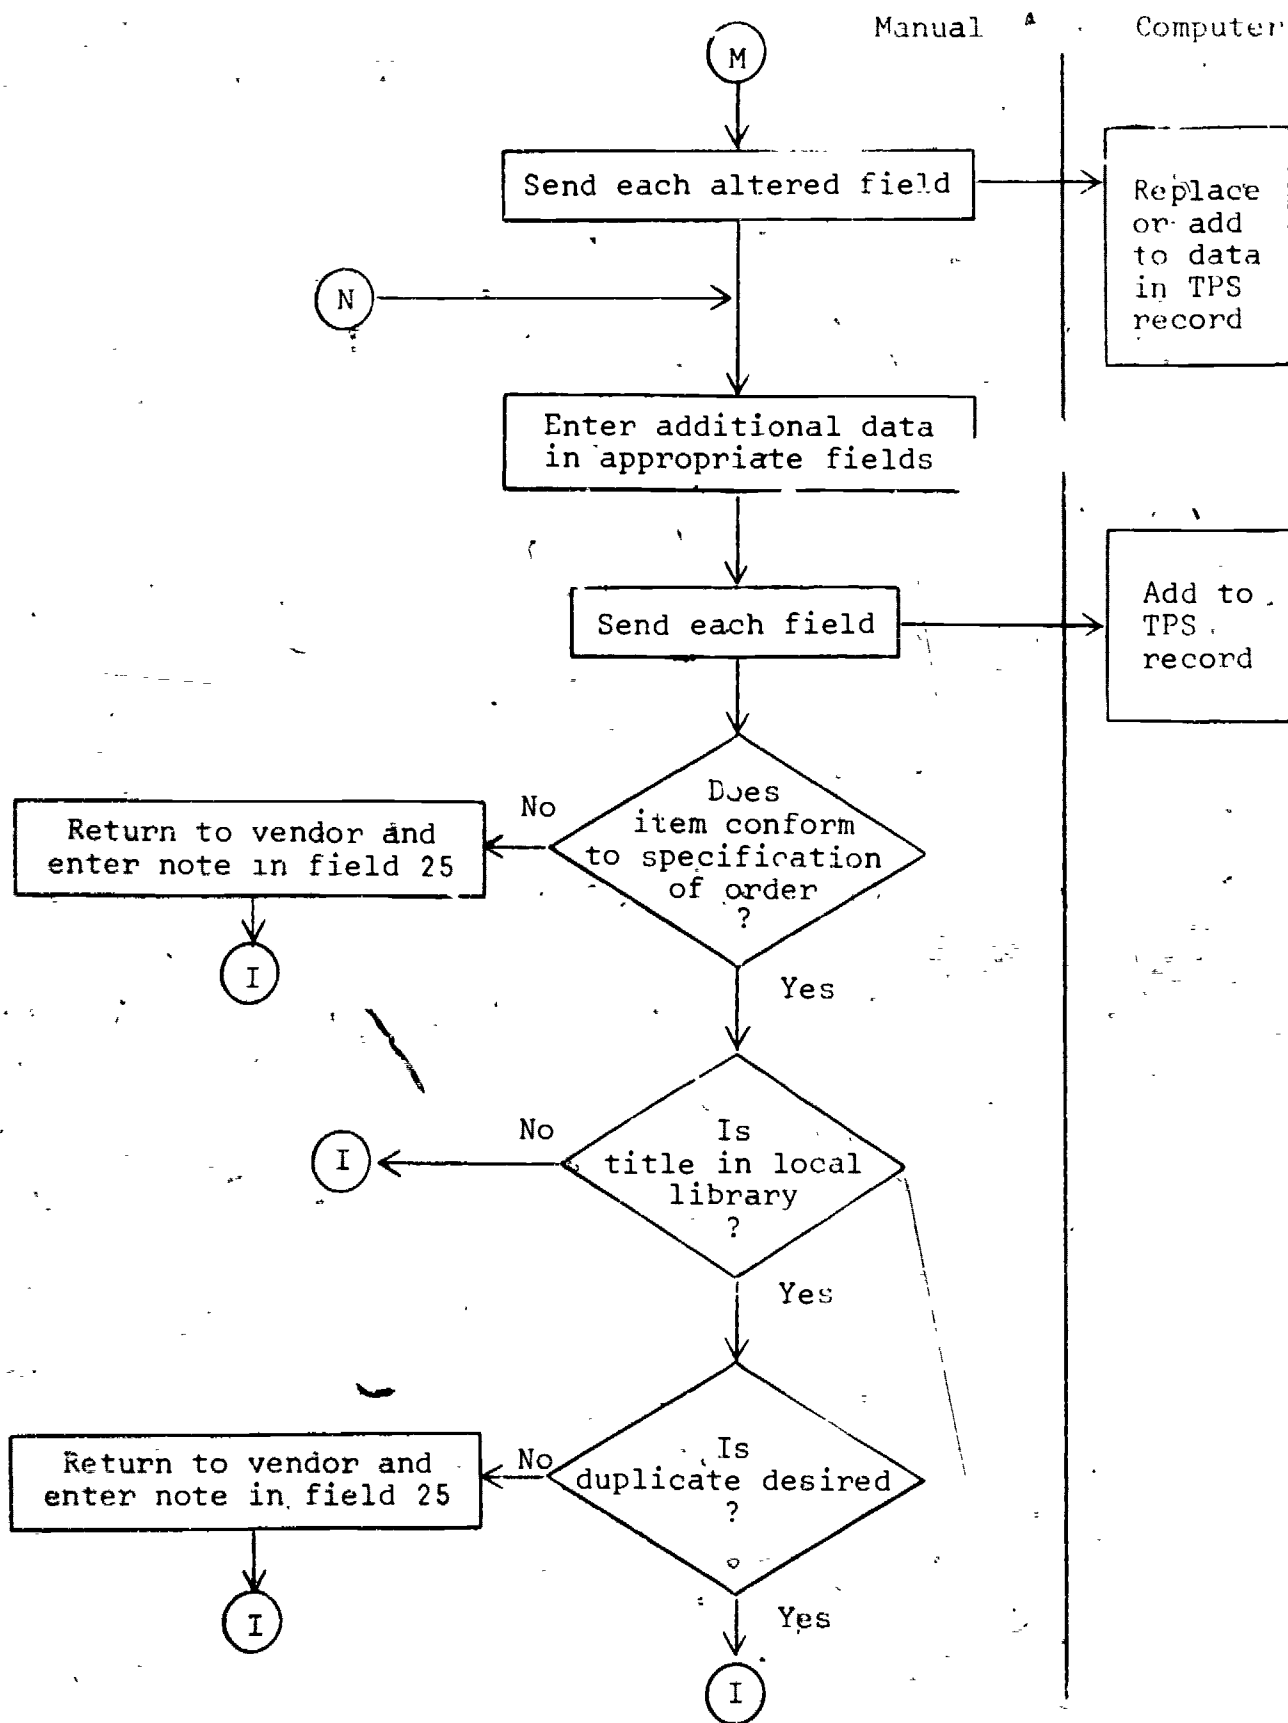 Manual
Computer
M
Send each altered field
Replace
or add
to data
in TPS
record
N
Enter additional data
in appropriate fields
Send each field
Add to
TPS
record
Does
item conform
to specification
of order
?
No
Return to vendor and
enter note in field 25
I
Yes
Is
title in local
library
?
No
I
Yes
Is
duplicate desired
?
No
Return to vendor and
enter note in field 25
I
Yes
I